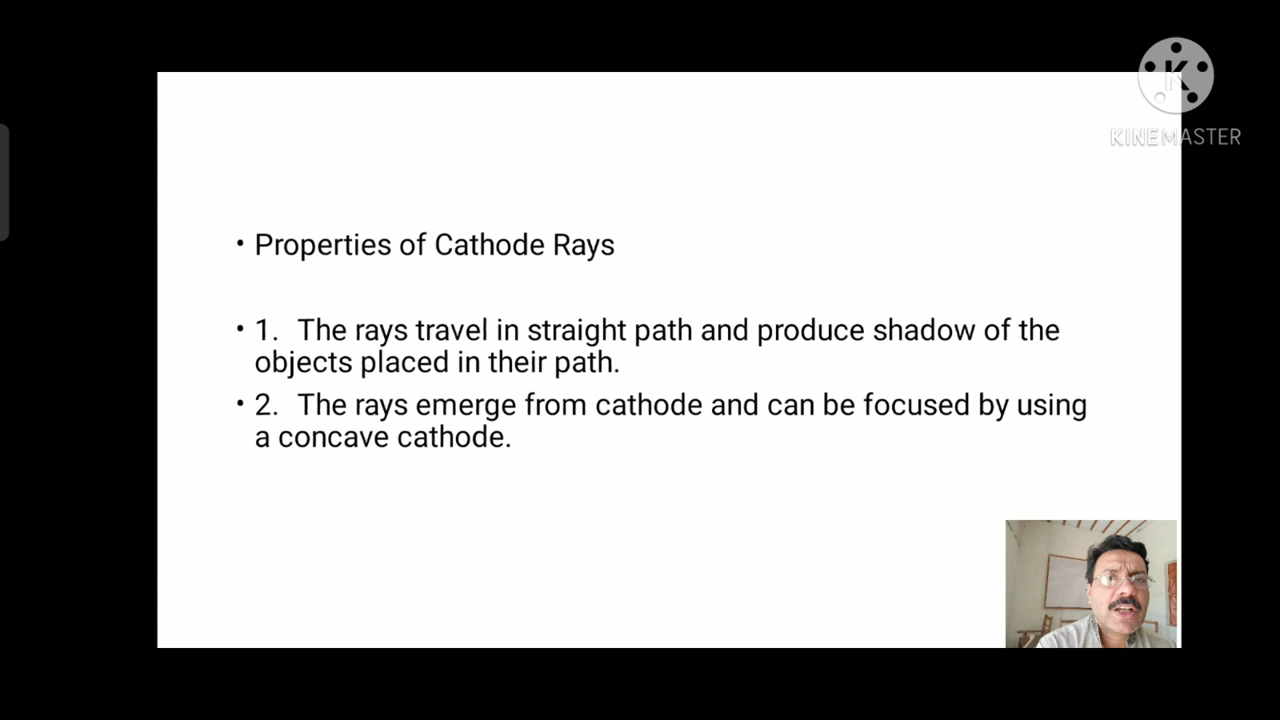 K
KINEMASTER
• Properties of Cathode Rays
• 1. The rays travel in straight path and produce shadow of the
objects placed in their path.
• 2. The rays emerge from cathode and can be focused by using
a concave cathode.